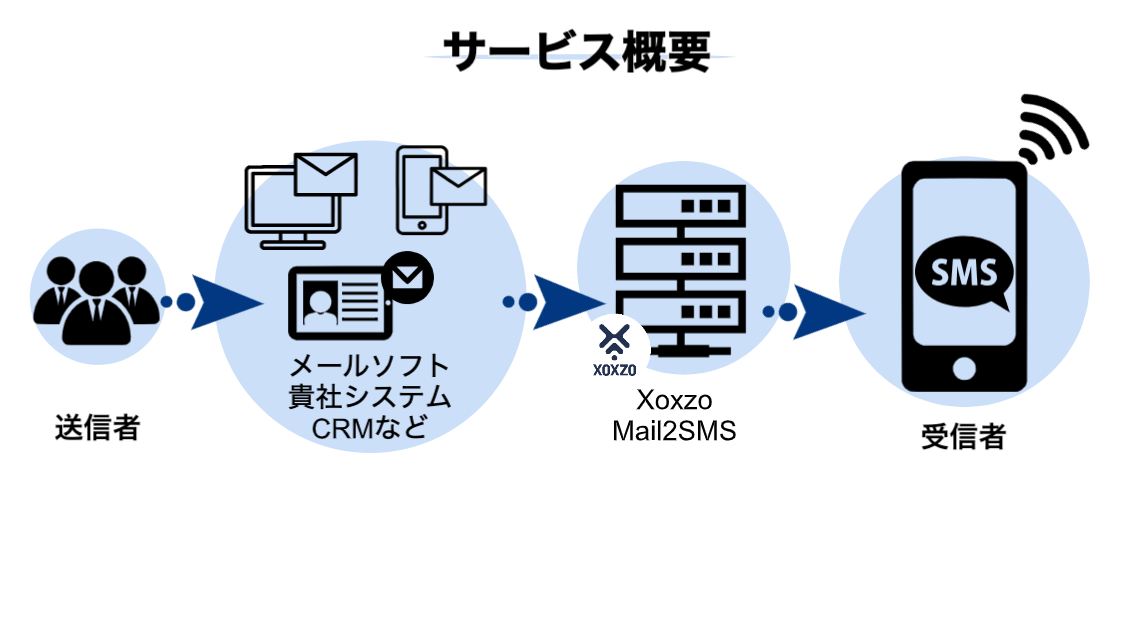 サービス概要
SMS
メールソフト
貴社システム
CRMなど
XOXZO
Xoxzo
Mail2SMS
送信者
受信者